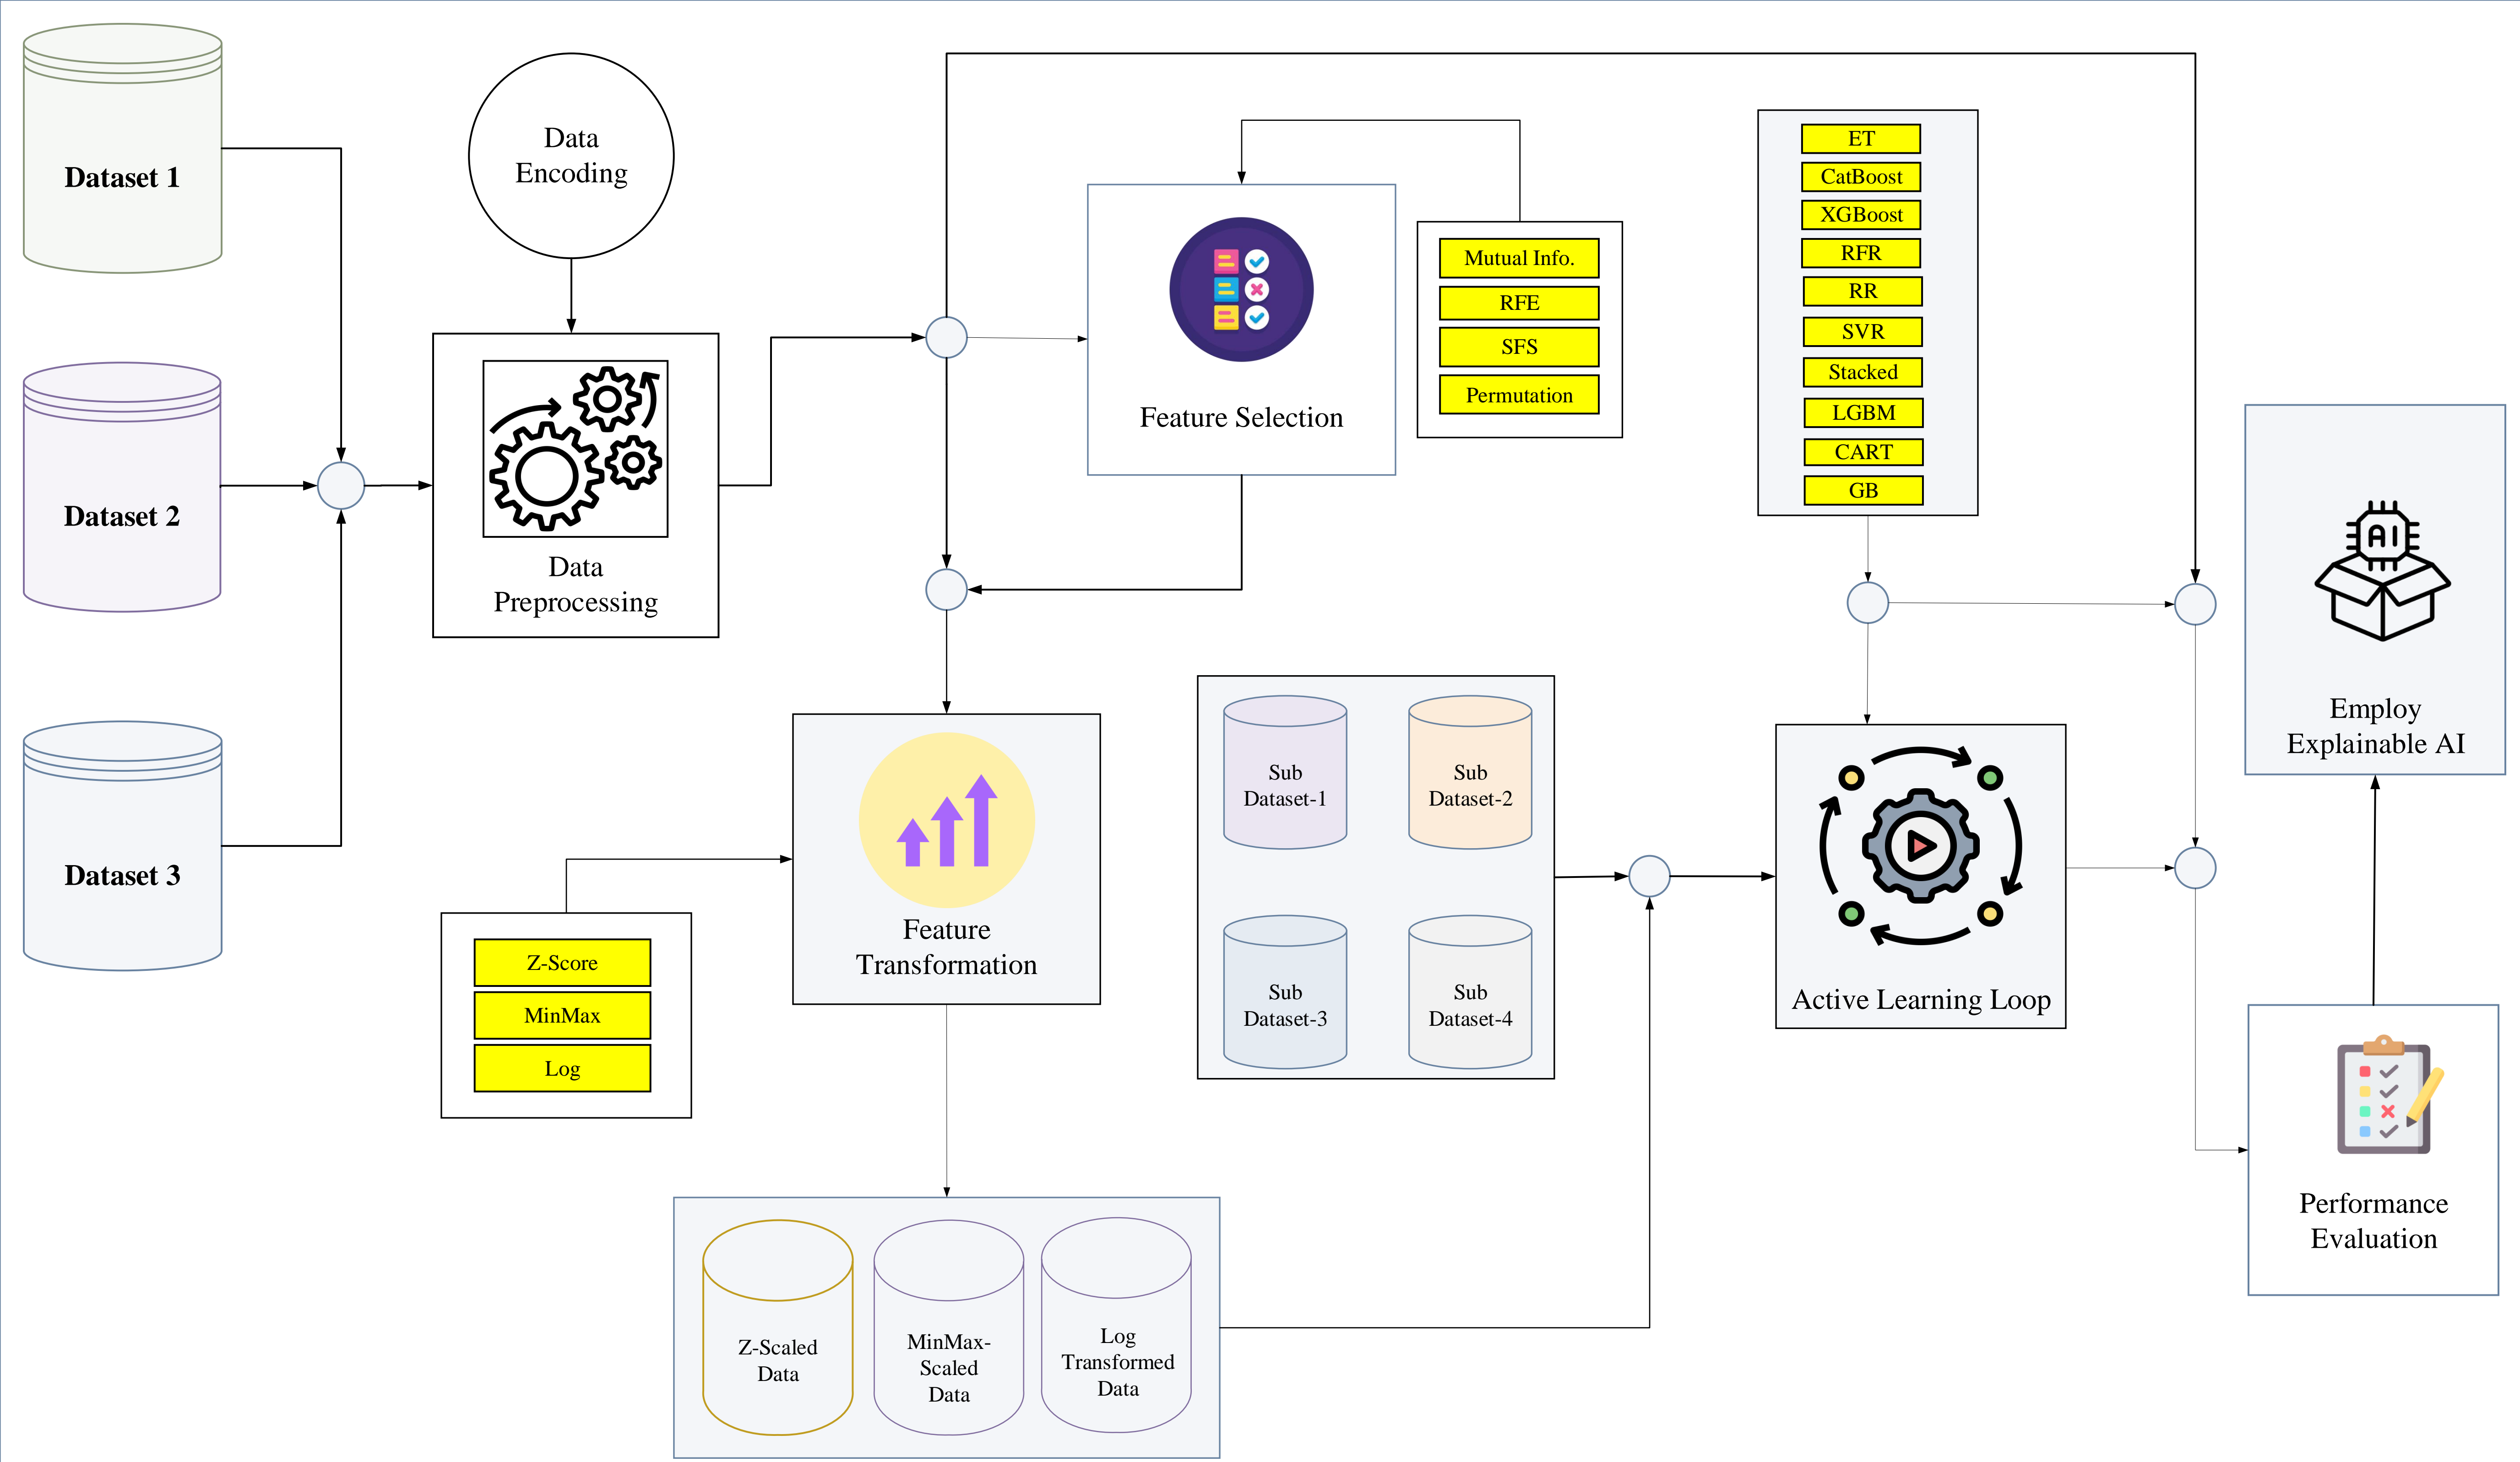 Dataset 1
Dataset 2
Dataset 3
Data
Encoding
Data
Preprocessing
Feature Selection
Mutual Info.
RFE
SFS
Permutation
ET
CatBoost
XGBoost
RFR
RR
SVR
Stacked
LGBM
CART
GB
Z-Score
MinMax
Log
Feature
Transformation
Sub
Dataset-1
Sub
Dataset-2
Sub
Dataset-3
Sub
Dataset-4
Z-Scaled
Data
MinMax-
Scaled
Data
Log
Transformed
Data
Active Learning Loop
AI
Employ
Explainable AI
Performance
Evaluation